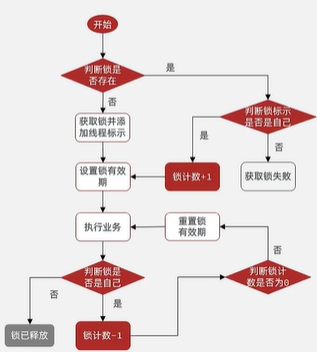 开始
判断锁是
否存在
是
否
判断锁标示
是否是自己
获取锁并添
加线程标示
是
否
设置锁有效
期
锁计数+1
获取锁失败
执行业务
重置锁
有效期
否
判断锁是
否是自己
判断锁计
数是否为0
否
是
锁已释放
锁计数-1